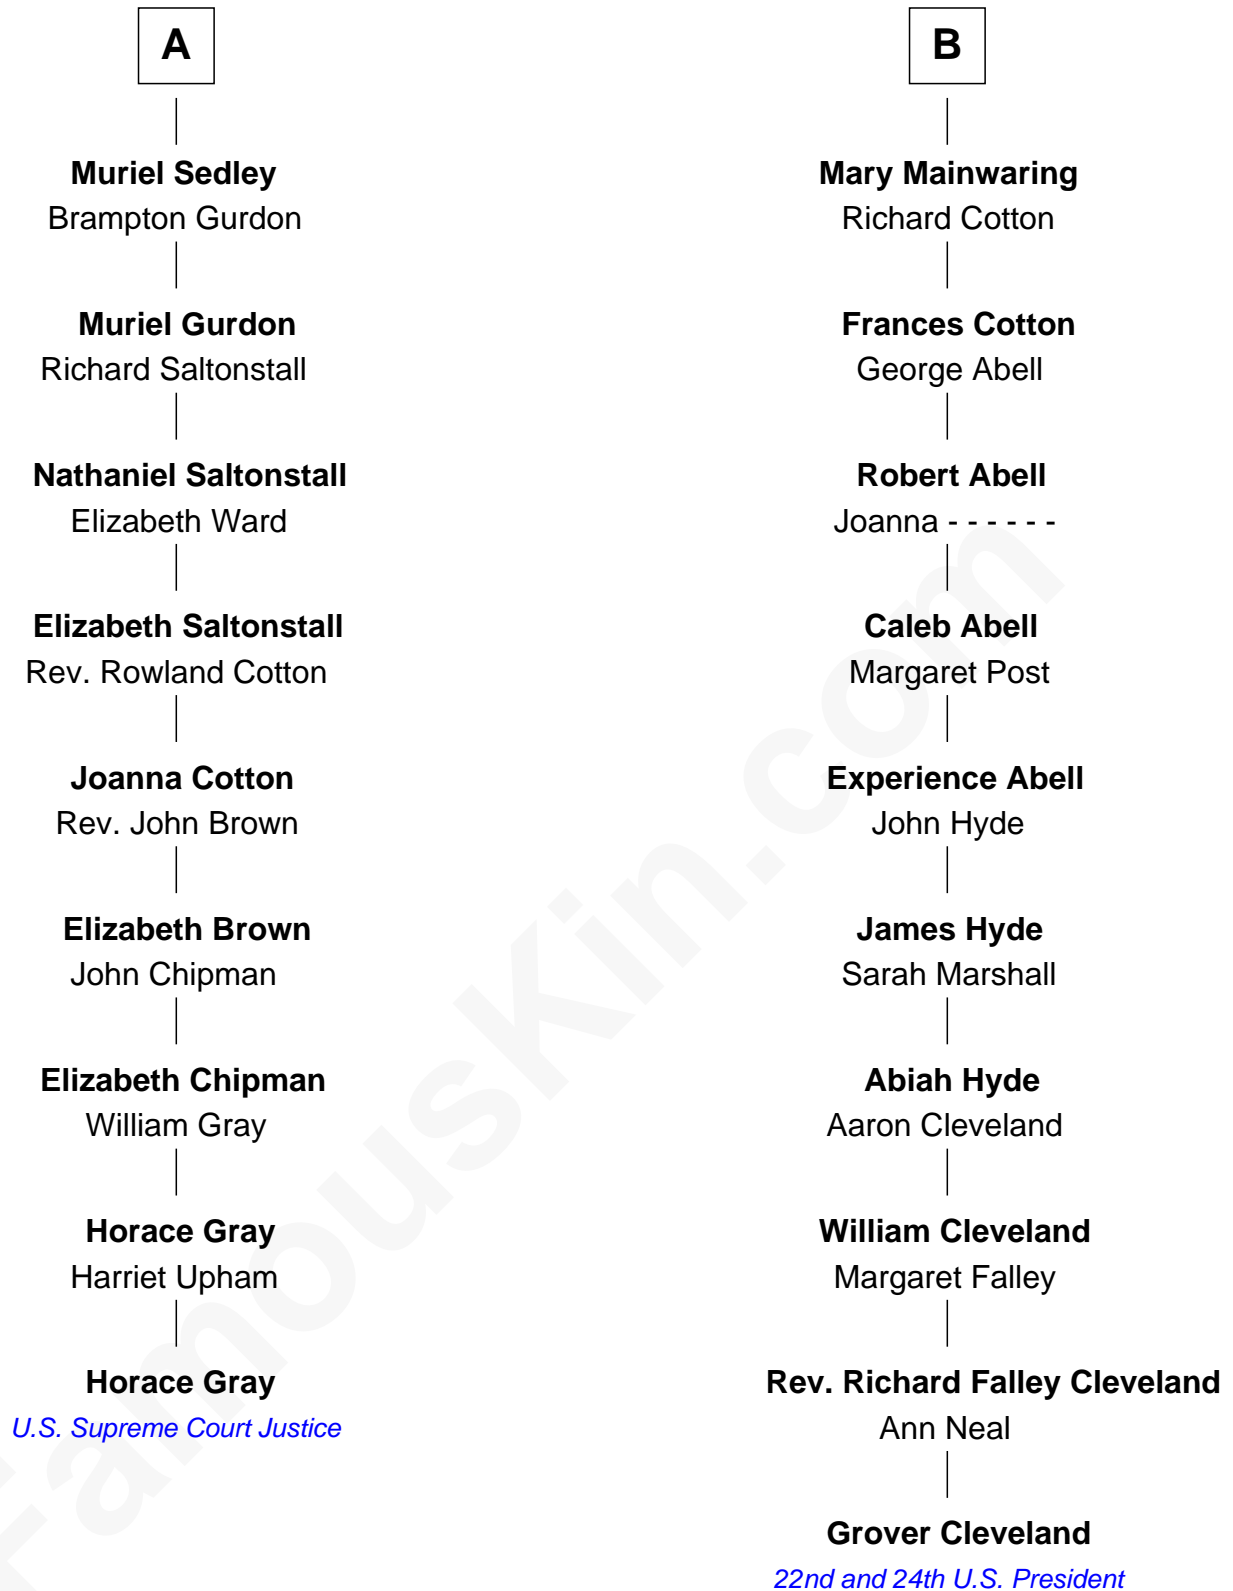 A
Muriel Sedley
Brampton Gurdon
Muriel Gurdon
Richard Saltonstall
Nathaniel Saltonstall
Elizabeth Ward
Elizabeth Saltonstall
Rev. Rowland Cotton
Joanna Cotton
Rev. John Brown
Elizabeth Brown
John Chipman
Elizabeth Chipman
William Gray
Horace Gray
Harriet Upham
Horace Gray
U.S. Supreme Court Justice
B
Mary Mainwaring
Richard Cotton
Frances Cotton
George Abell
Robert Abell
Joanna - - - - - -
Caleb Abell
Margaret Post
Experience Abell
John Hyde
James Hyde
Sarah Marshall
Abiah Hyde
Aaron Cleveland
William Cleveland
Margaret Falley
Rev. Richard Falley Cleveland
Ann Neal
Grover Cleveland
22nd and 24th U.S. President
FamousKin.com